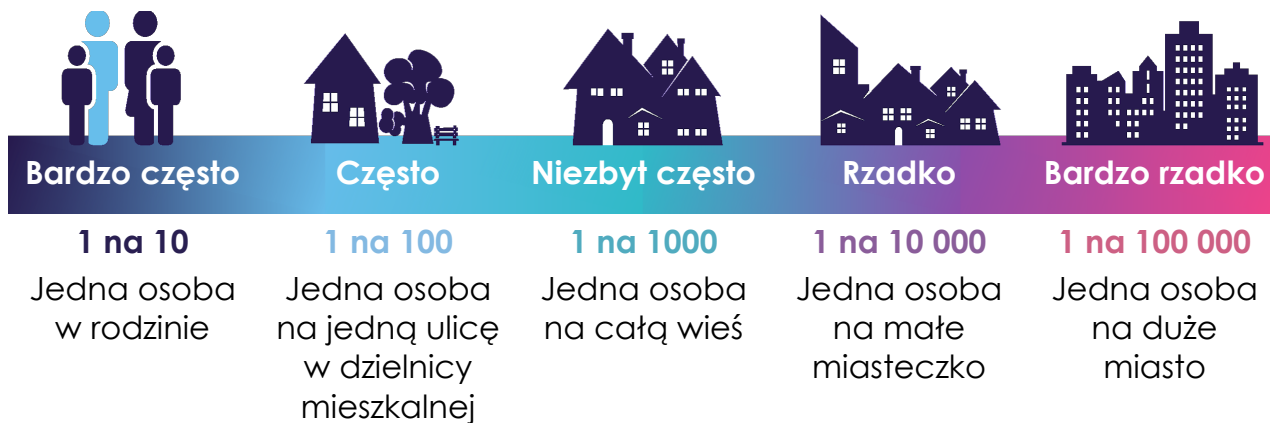 Bardzo często
Często
Niezbyt często
Rzadko
Bardzo rzadko
1 na 10
1 na 100
1 na 1000
1 na 10 000
1 na 100 000
Jedna osoba
w rodzinie
Jedna osoba
na jedną ulicę
w dzielnicy
mieszkalnej
Jedna osoba
na całą wieś
Jedna osoba
na małe
miasteczko
Jedna osoba
na duże
miasto